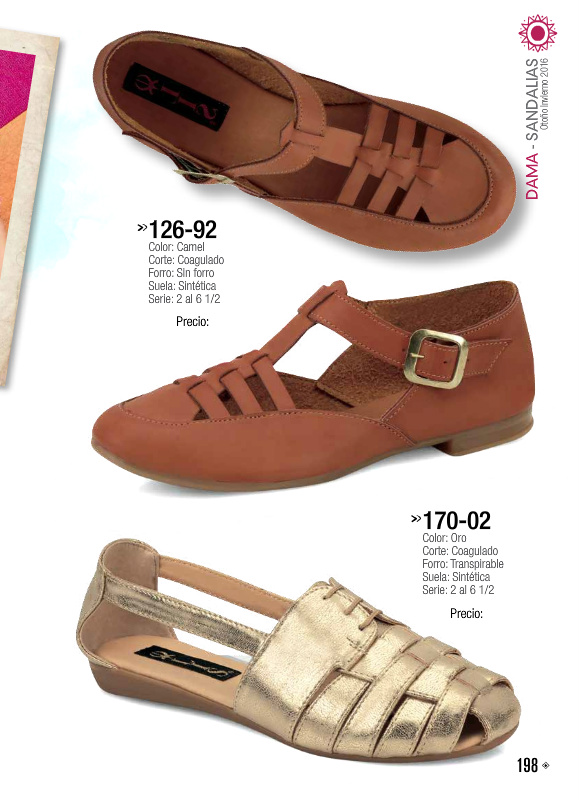 DAMA - SANDALIAS
Otoño Invierno 2016
»126-92
Color: Camel
Corte: Coagulado
Forro: SIn forro
Suela: Sintética
Serie: 2 al 6 1/2
Precio:
»170-02
Color: Oro
Corte: Coagulado
Forro: Transpirable
Suela: Sintética
Serie: 2 al 6 1/2
Precio:
198